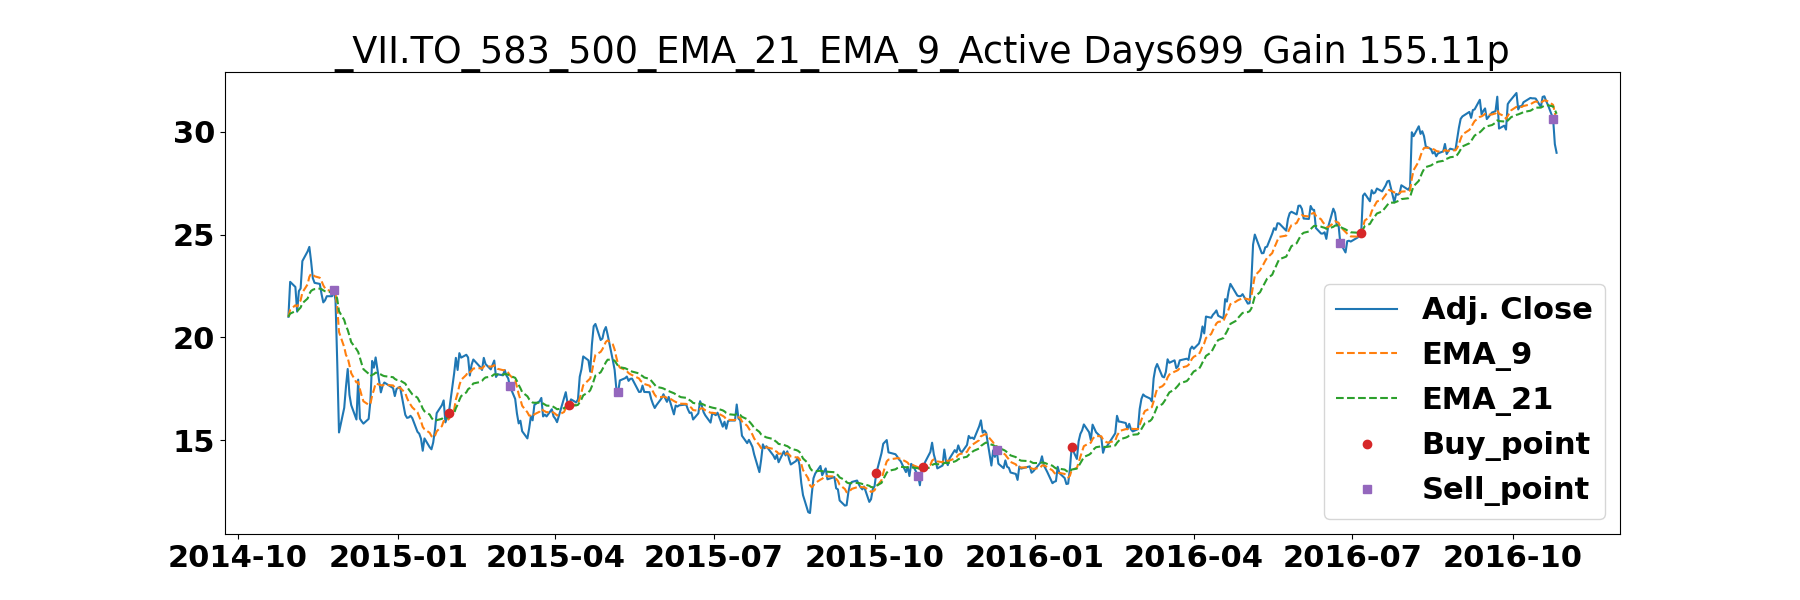 _VII.TO_583_500_EMA_21_EMA_9_Active Days699_Gain 155.11p
30
25
20
15
Adj. Close
EMA_9
EMA_21
Buy_point
Sell_point
2014-10 2015-01 2015-04 2015-07 2015-10 2016-01 2016-04 2016-07 2016-10